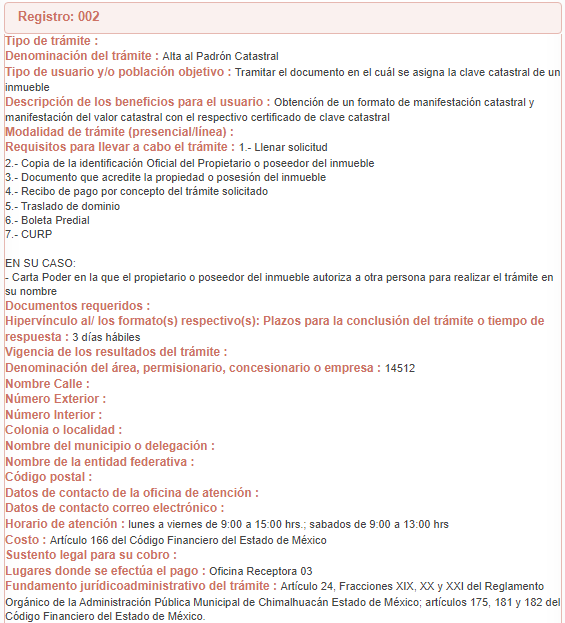 Registro: 002
Tipo de trámite :
Denominación del trámite : Alta al Padrón Catastral
Tipo de usuario y/o población objetivo : Tramitar el documento en el cuál se asigna la clave catastral de un
inmueble
Descripción de los beneficios para el usuario : Obtención de un formato de manifestación catastral y
manifestación del valor catastral con el respectivo certificado de clave catastral
Modalidad de trámite (presencial/línea) :
Requisitos para llevar a cabo el trámite : 1.- Llenar solicitud
2.- Copia de la identificación Oficial del Propietario o poseedor del inmueble
3.- Documento que acredite la propiedad o posesión del inmueble
4.- Recibo de pago por concepto del trámite solicitado
5.- Traslado de dominio
6.- Boleta Predial
7.- CURP
EN SU CASO:
- Carta Poder en la que el propietario o poseedor del inmueble autoriza a otra persona para realizar el trámite en
su nombre
Documentos requeridos :
Hipervínculo al/ los formato(s) respectivo(s): Plazos para la conclusión del trámite o tiempo de
respuesta : 3 días hábiles
Vigencia de los resultados del trámite :
Denominación del área, permisionario, concesionario o empresa : 14512
Nombre Calle :
Número Exterior :
Número Interior :
Colonia o localidad :
Nombre del municipio o delegación :
Nombre de la entidad federativa :
Código postal :
Datos de contacto de la oficina de atención :
Datos de contacto correo electrónico :
Horario de atención : lunes a viernes de 9:00 a 15:00 hrs.; sabados de 9:00 a 13:00 hrs
Costo : Artículo 166 del Código Financiero del Estado de México
Sustento legal para su cobro :
Lugares donde se efectúa el pago : Oficina Receptora 03
Fundamento jurídicoadministrativo del trámite : Artículo 24, Fracciones XIX, XX y XXI del Reglamento
Orgánico de la Administración Pública Municipal de Chimalhuacán Estado de México; artículos 175, 181 y 182 del
Código Financiero del Estado de México.